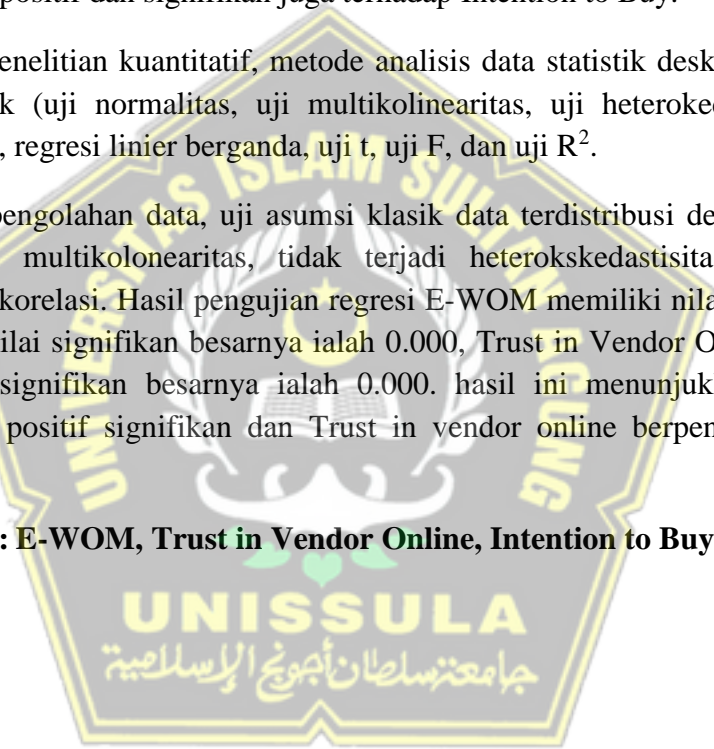 positif dan signifikan juga terhadap Intention to Buy.
enelitian kuantitatif, metode analisis data statistik desk
k (uji normalitas, uji multikolinearitas, uji heteroked
, regresi linier berganda, uji t, uji F, dan uji R².
pengolahan data, uji asumsi klasik data terdistribusi de
multikolonearitas, tidak terjadi heterokskedastisita
korelasi. Hasil pengujian regresi E-WOM memiliki nila
ilai signifikan besarnya ialah 0.000, Trust in Vendor O
signifikan besarnya ialah 0.000. hasil ini menunjuk
positif signifikan dan Trust in vendor online berpen
: E-WOM, Trust in Vendor Online, Intention to Buy
UNIVERSITAS ISLAM SULTAN AGUNG
UNISSULA
جامعة سلطان أجونج الإسلامية